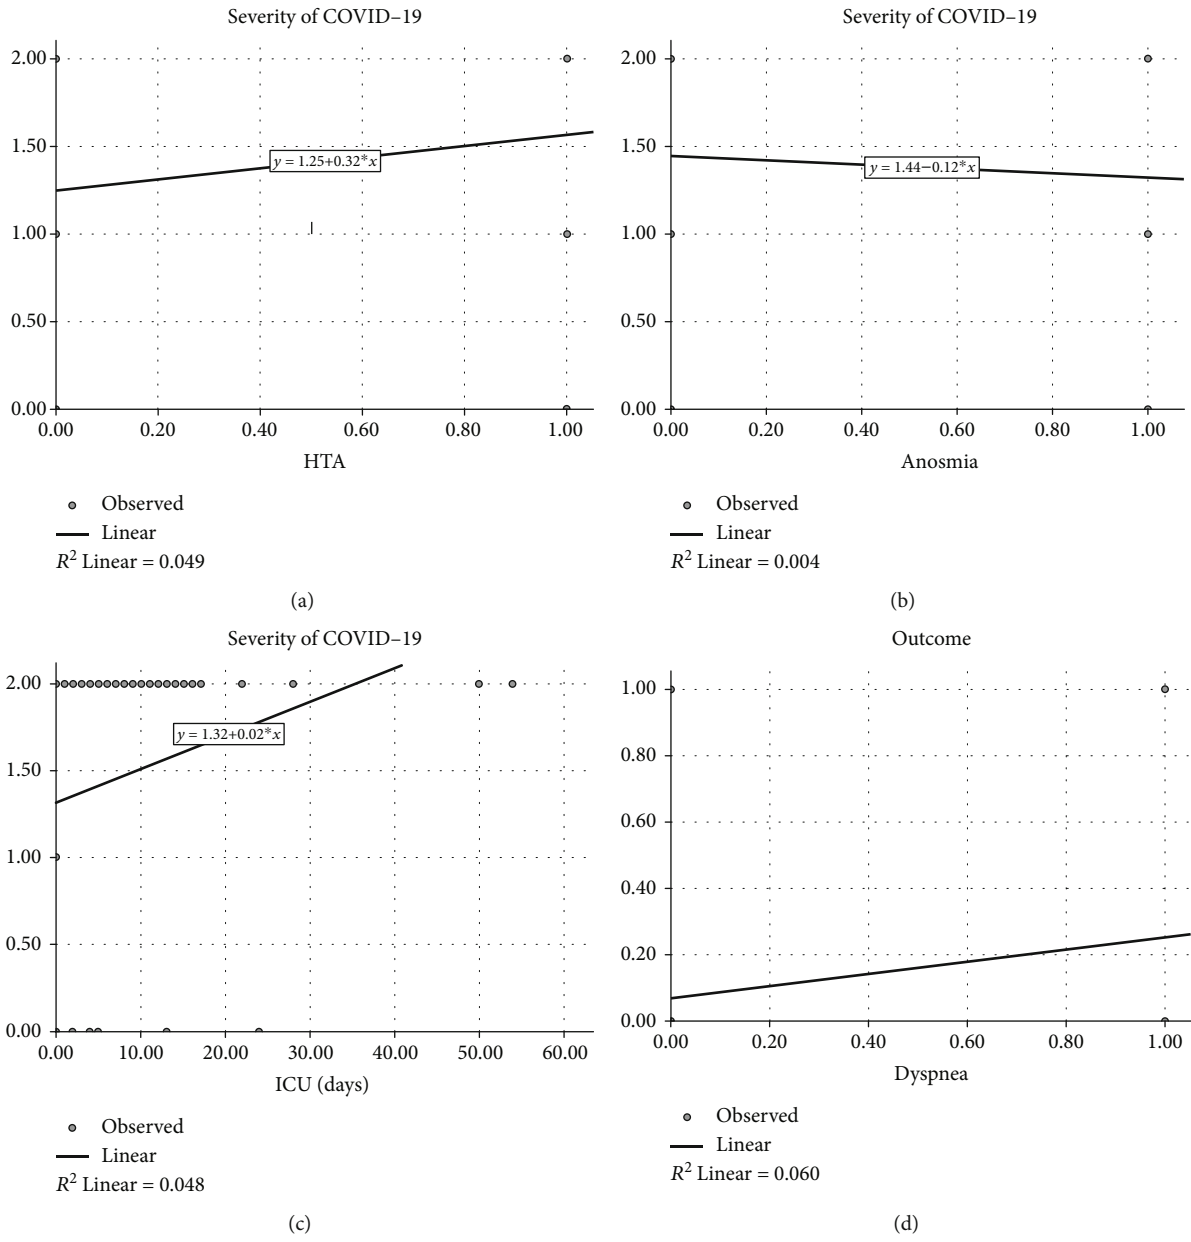 Severity of COVID–19
2.00
1.50
1.00
0.50
0.00
y = 1.25+0.32*x
0.00 0.20 0.40 0.60 0.80 1.00
HTA
Observed
Linear
R² Linear = 0.049
(a)
Severity of COVID–19
2.00
1.50
1.00
0.50
0.00
y = 1.44−0.12*x
0.00 0.20 0.40 0.60 0.80 1.00
Anosmia
Observed
Linear
R² Linear = 0.004
(b)
Severity of COVID–19
2.00
1.50
1.00
0.50
0.00
y = 1.32+0.02*x
0.00 10.00 20.00 30.00 40.00 50.00 60.00
ICU (days)
Observed
Linear
R² Linear = 0.048
(c)
Outcome
1.00
0.80
0.60
0.40
0.20
0.00
0.00 0.20 0.40 0.60 0.80 1.00
Dyspnea
Observed
Linear
R² Linear = 0.060
(d)